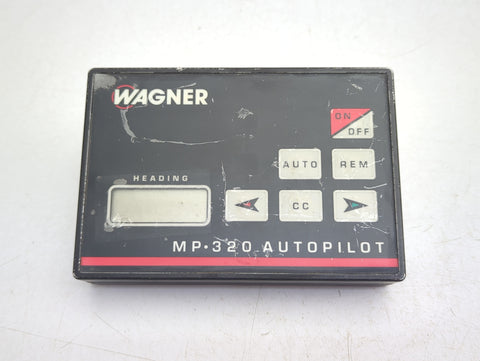 WAGNER
ON
OFF
AUTO
REM
HEADING
CC
MP•320 AUTOPILOT